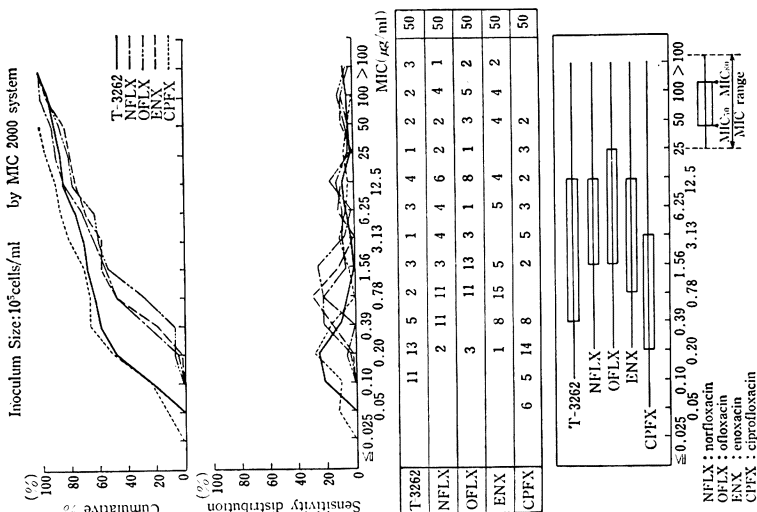 Inoculum Size:10⁵cells/ml by MIC 2000 system
(%)
100
80
60
40
20
0
Cumulative %
T-3262
NFLX
OFLX
ENX
CPFX
(%)
100
80
60
40
20
0
Sensitivity distribution
≦0.025 0.05 0.10 0.20 0.39 0.78 1.56 3.13 6.25 12.5 25 50 100 >100
MIC(μg/ml)
T-3262 11 13 5 2 3 1 3 4 1 2 2 3 50
NFLX 2 11 11 3 4 4 6 2 2 4 1 50
OFLX 3 11 13 3 1 8 1 3 5 2 50
ENX 1 8 15 5 5 4 4 4 2 50
CPFX 6 5 14 8 2 5 3 2 3 2 50
T-3262
NFLX
OFLX
ENX
CPFX
≦0.025 0.05 0.10 0.20 0.39 0.78 1.56 3.13 6.25 12.5 25 50 100 >100
MIC₅₀ MIC₈₀
MIC range
NFLX : norfloxacin
OFLX : ofloxacin
ENX : enoxacin
CPFX : ciprofloxacin